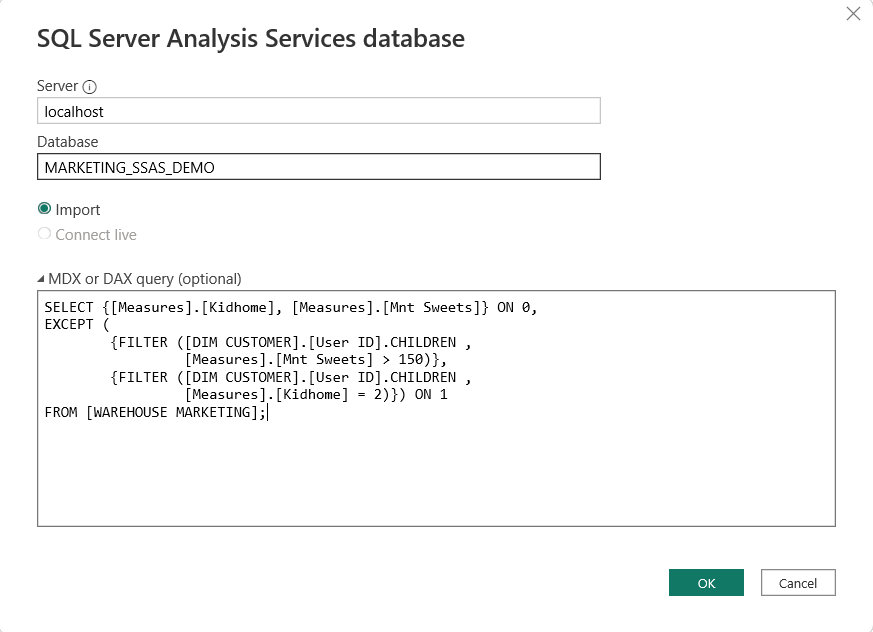 SQL Server Analysis Services database
Server
localhost
Database
MARKETING_SSAS_DEMO
Import
Connect live
MDX or DAX query (optional)
SELECT {[Measures].[Kidhome], [Measures].[Mnt Sweets]} ON 0,
EXCEPT (
        {FILTER ([DIM CUSTOMER].[User ID].CHILDREN ,
                 [Measures].[Mnt Sweets] > 150)},
        {FILTER ([DIM CUSTOMER].[User ID].CHILDREN ,
                 [Measures].[Kidhome] = 2)}) ON 1
FROM [WAREHOUSE MARKETING];
OK
Cancel